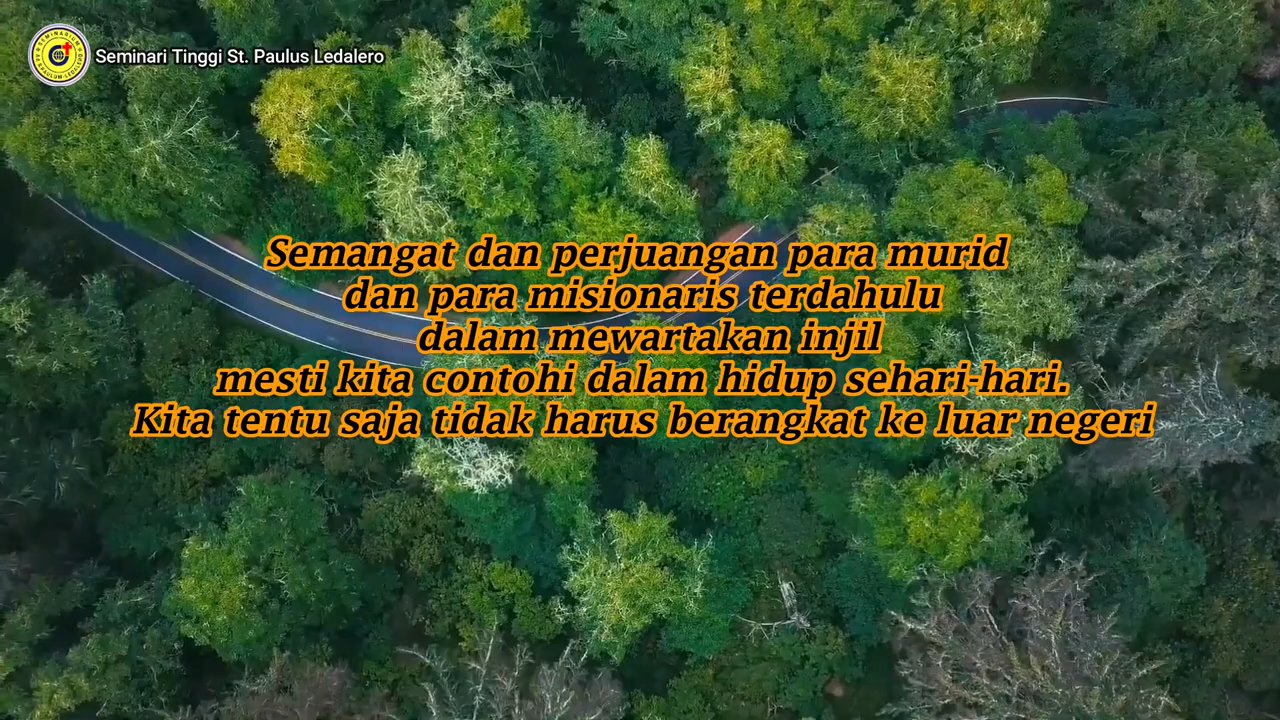 Seminari Tinggi St. Paulus Ledalero
Semangat dan perjuangan para murid
dan para misionaris terdahulu
dalam mewartakan injil
mesti kita contohi dalam hidup sehari-hari.
Kita tentu saja tidak harus berangkat ke luar negeri